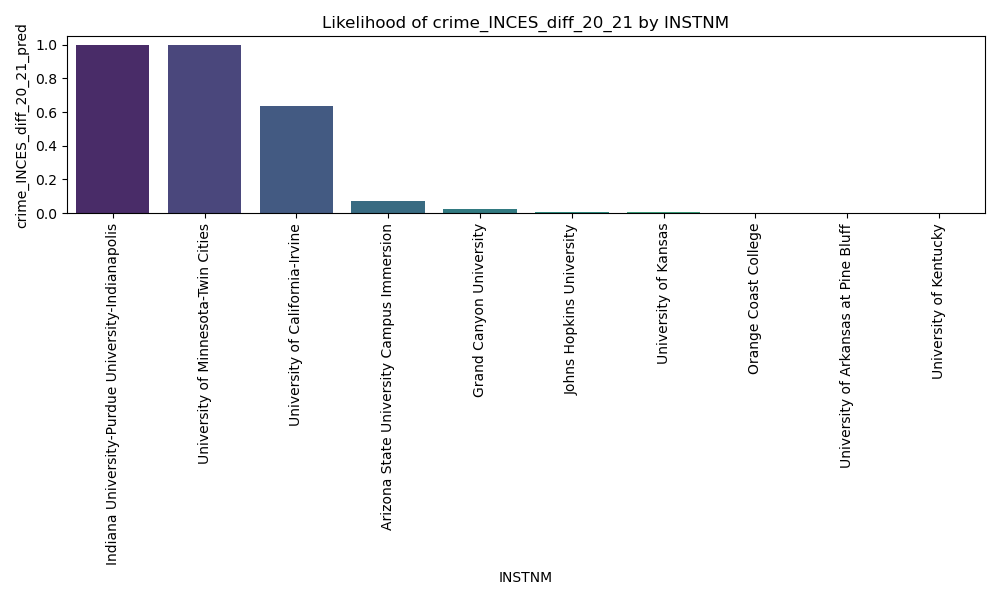 Likelihood of crime_INCES_diff_20_21 by INSTNM
crime_INCES_diff_20_21_pred
1.0
0.8
0.6
0.4
0.2
0.0
Indiana University-Purdue University-Indianapolis
University of Minnesota-Twin Cities
University of California-Irvine
Arizona State University Campus Immersion
Grand Canyon University
Johns Hopkins University
University of Kansas
Orange Coast College
University of Arkansas at Pine Bluff
University of Kentucky
INSTNM